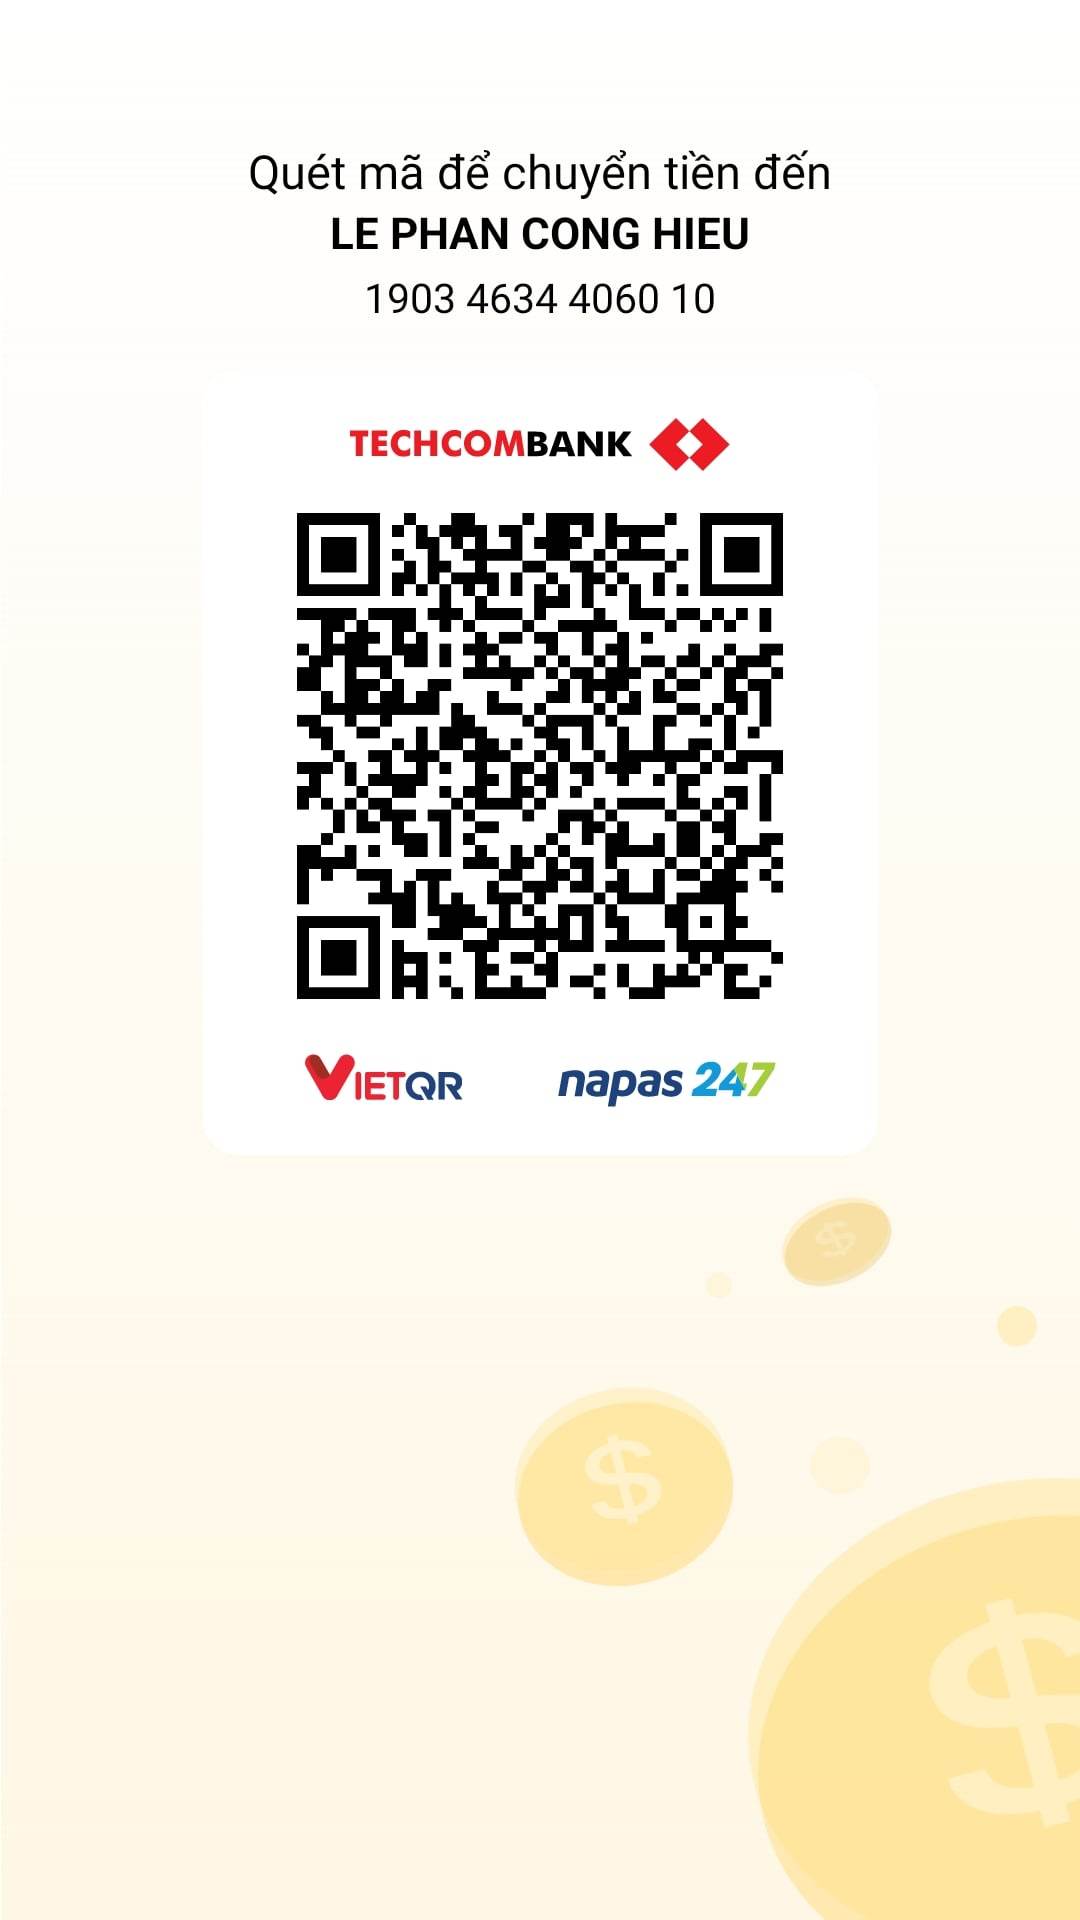 Quét mã để chuyển tiền đến
LE PHAN CONG HIEU
1903 4634 4060 10
TECHCOMBANK
VIETQR
napas 247
$
$
$